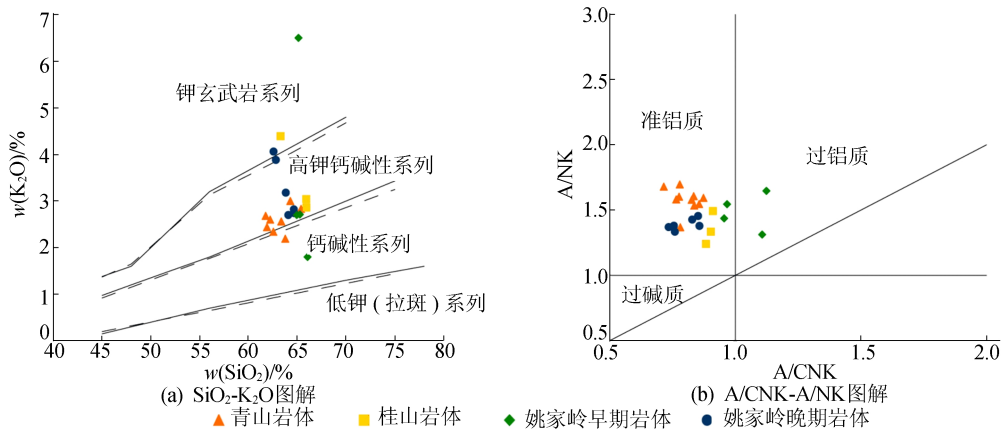 7
6
5
4
3
2
1
0
w(K₂O)/%
钾玄武岩系列
高钾钙碱性系列
钙碱性系列
低钾(拉斑)系列
40 45 50 55 60 65 70 75 80
w(SiO₂)/%
(a) SiO₂-K₂O图解
3.0
2.5
2.0
1.5
1.0
0.5
A/NK
准铝质
过铝质
过碱质
0.5 1.0 1.5 2.0
A/CNK
(b) A/CNK-A/NK图解
青山岩体 桂山岩体 姚家岭早期岩体 姚家岭晚期岩体